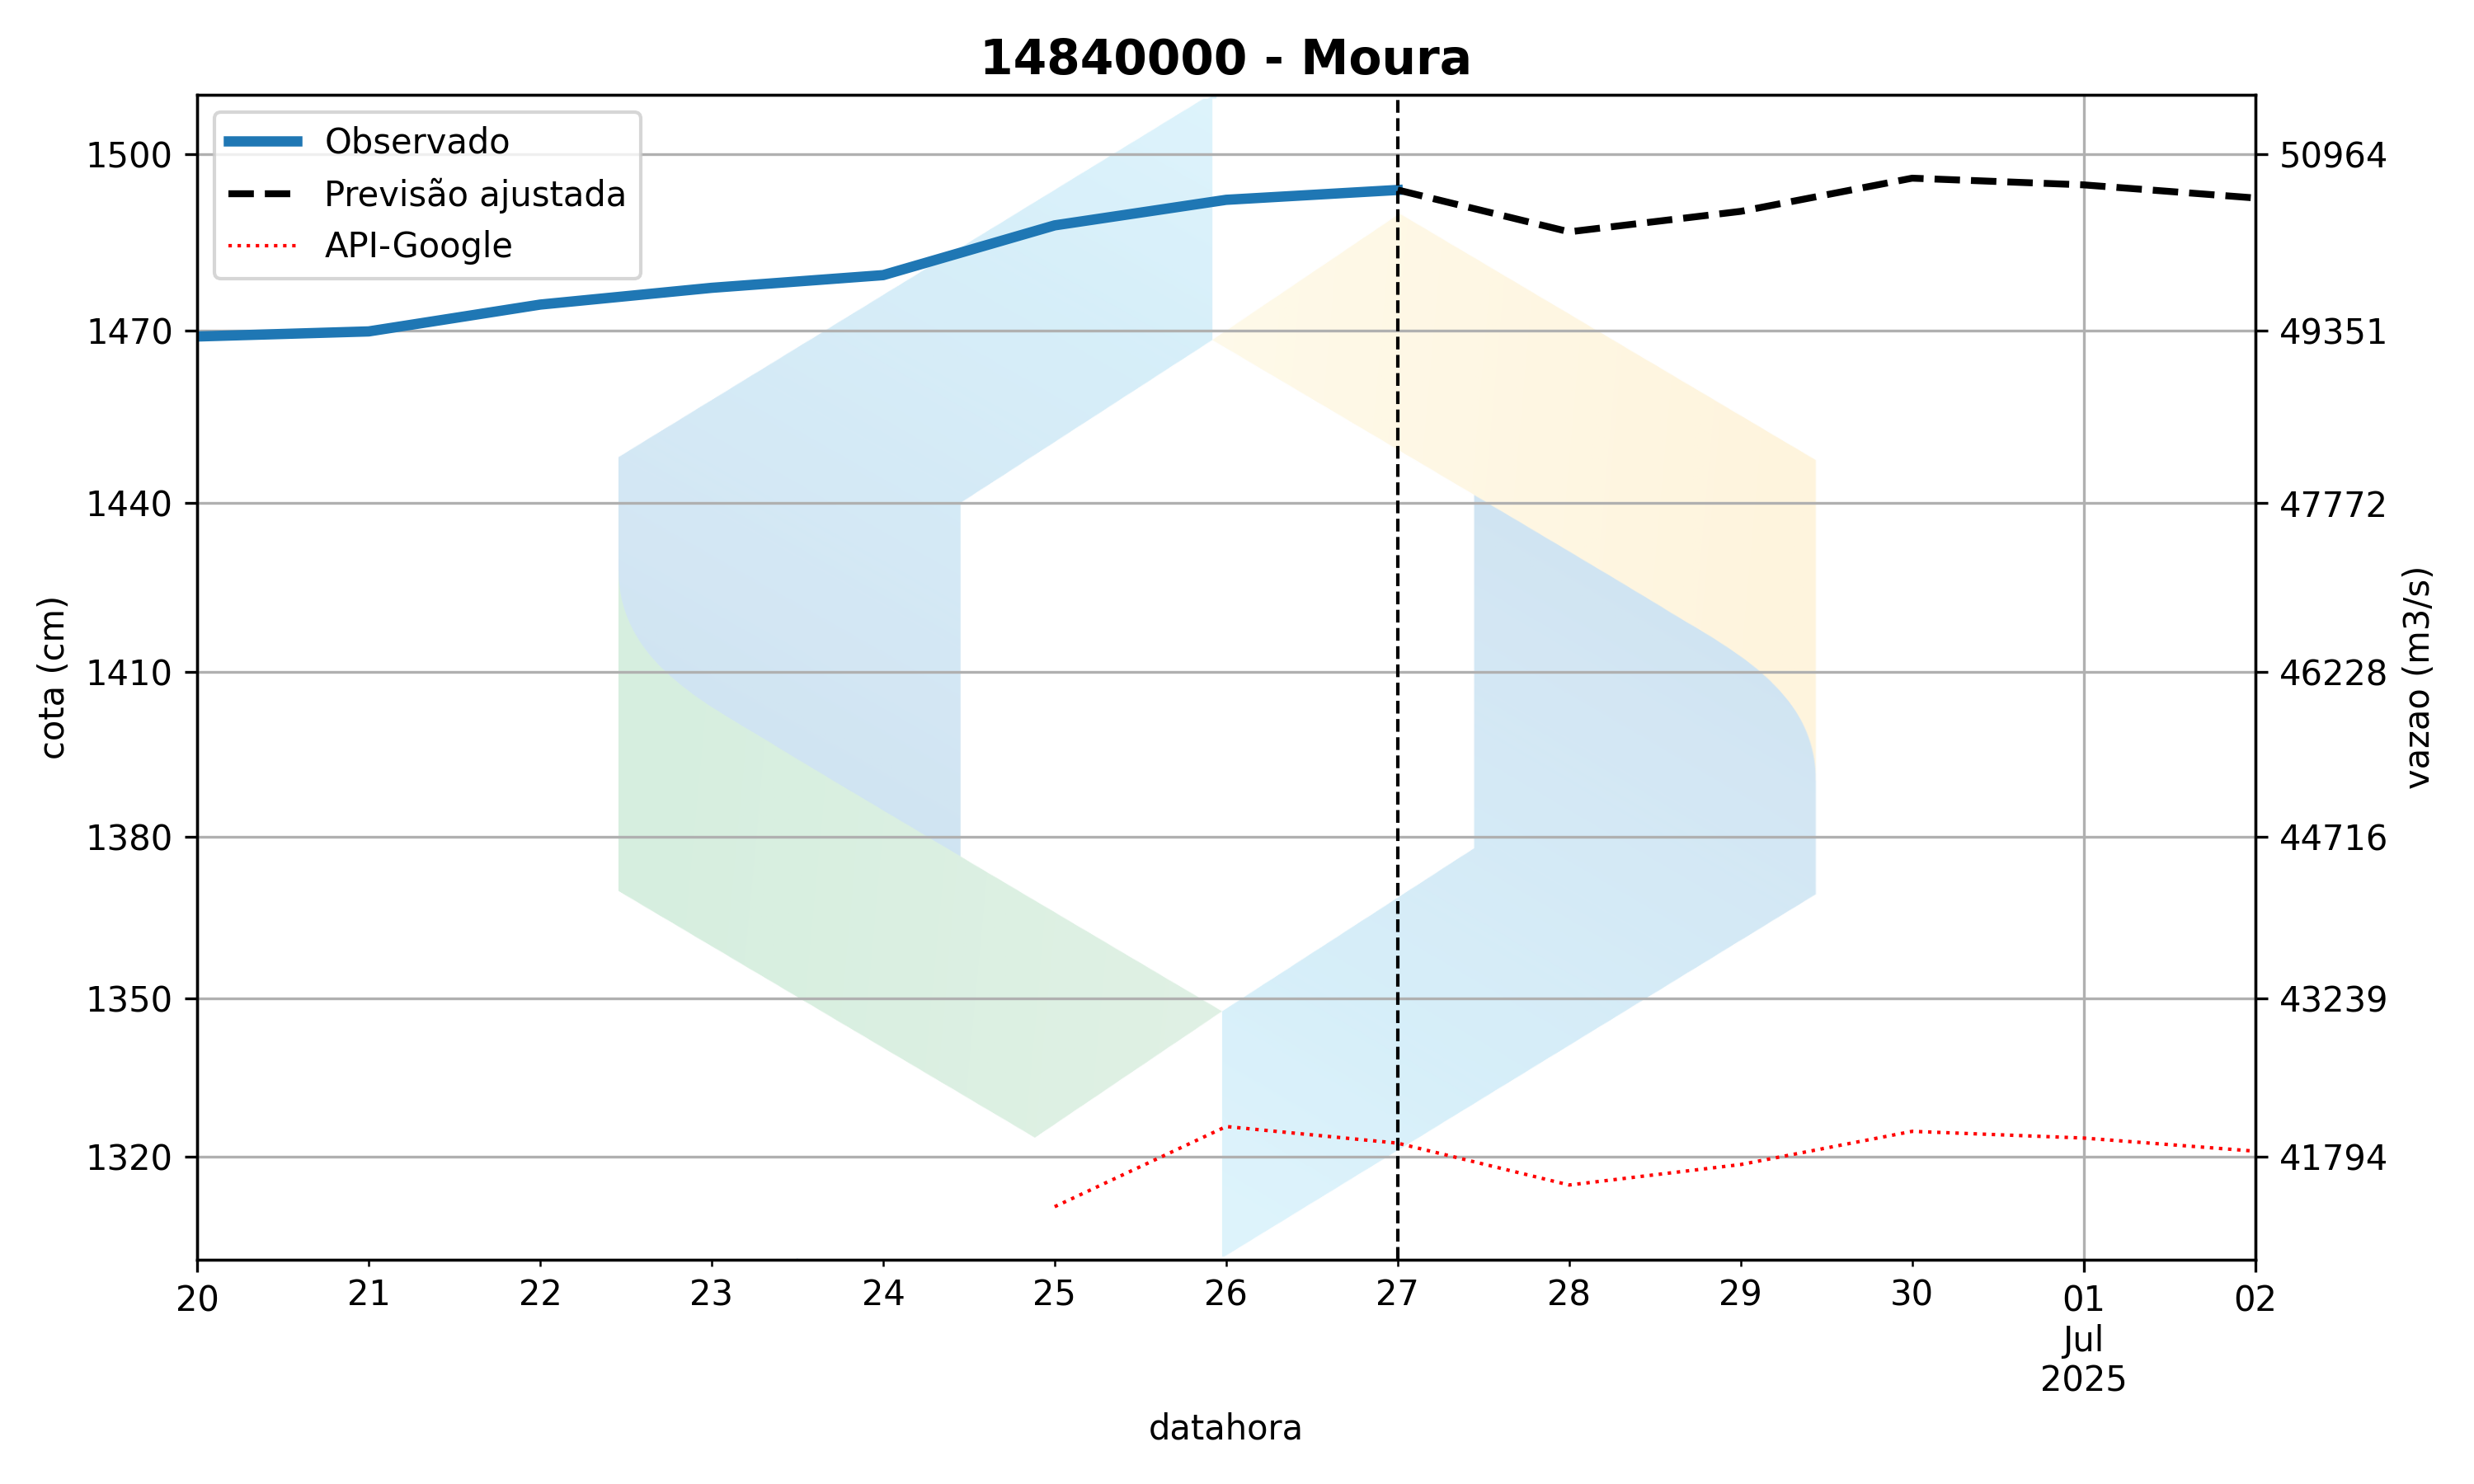 14840000 - Moura
Observado
Previsão ajustada
API-Google
1500
1470
1440
1410
1380
1350
1320
cota (cm)
50964
49351
47772
46228
44716
43239
41794
vazao (m3/s)
20 21 22 23 24 25 26 27 28 29 30 01 02
Jul
2025
datahora